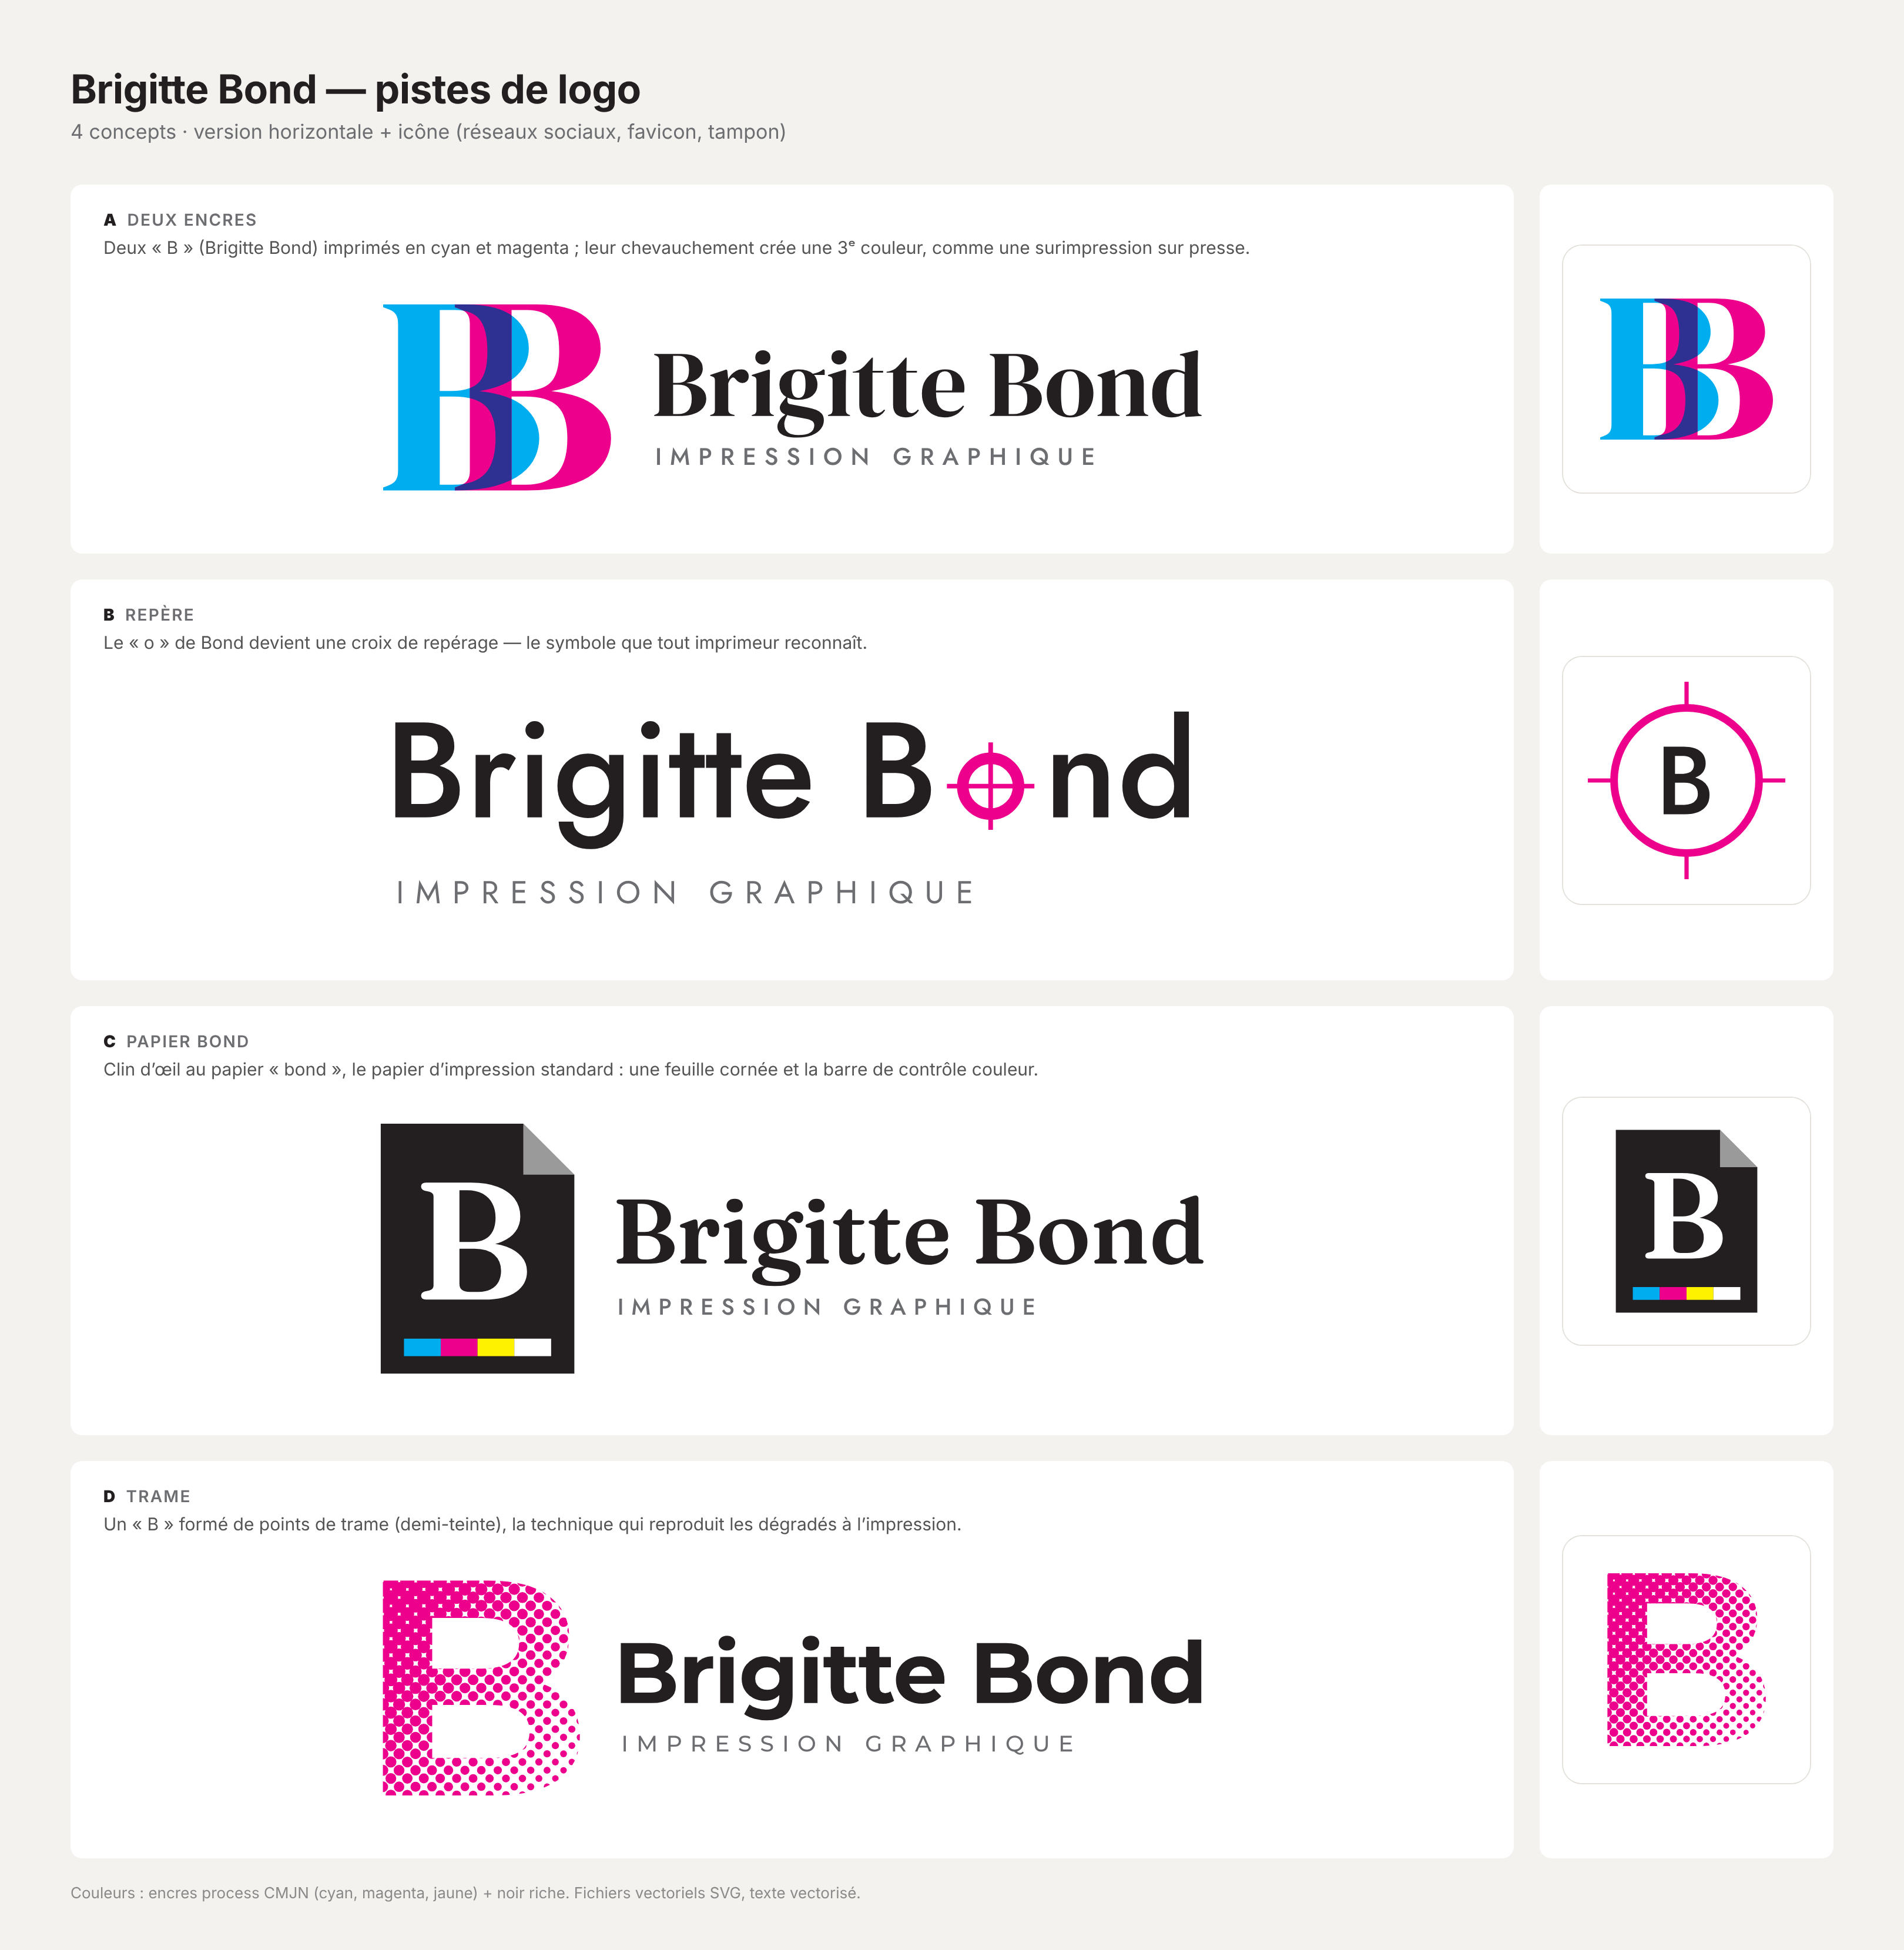 Brigitte Bond — pistes de logo
4 concepts · version horizontale + icône (réseaux sociaux, favicon, tampon)
A DEUX ENCRES
Deux « B » (Brigitte Bond) imprimés en cyan et magenta ; leur chevauchement crée une 3ᵉ couleur, comme une surimpression sur presse.
BB
Brigitte Bond
IMPRESSION GRAPHIQUE
BB
B REPÈRE
Le « o » de Bond devient une croix de repérage — le symbole que tout imprimeur reconnaît.
Brigitte Bond
IMPRESSION GRAPHIQUE
B
C PAPIER BOND
Clin d’œil au papier « bond », le papier d’impression standard : une feuille cornée et la barre de contrôle couleur.
B
Brigitte Bond
IMPRESSION GRAPHIQUE
B
D TRAME
Un « B » formé de points de trame (demi-teinte), la technique qui reproduit les dégradés à l’impression.
B
Brigitte Bond
IMPRESSION GRAPHIQUE
B
Couleurs : encres process CMJN (cyan, magenta, jaune) + noir riche. Fichiers vectoriels SVG, texte vectorisé.